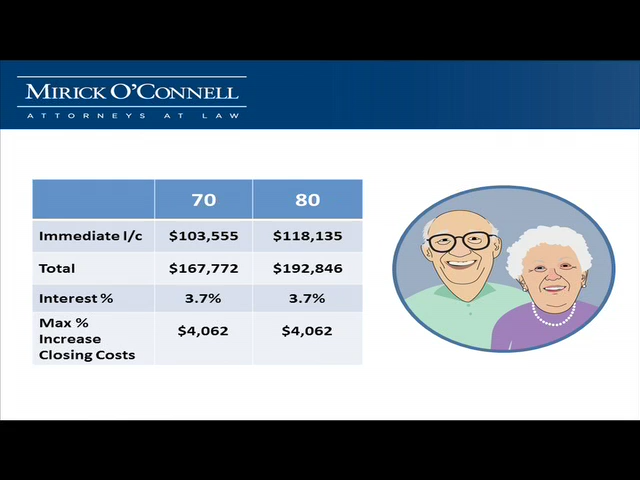 MIRICK O'CONNELL
ATTORNEYS AT LAW
70 80
Immediate l/c $103,555 $118,135
Total $167,772 $192,846
Interest % 3.7% 3.7%
Max %
Increase
Closing Costs $4,062 $4,062